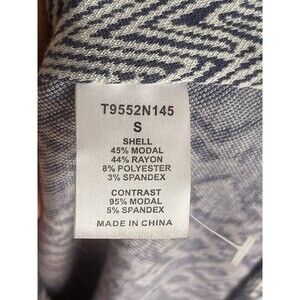 T9552N145
S
SHELL
45% MODAL
44% RAYON
8% POLYESTER
3% SPANDEX
CONTRAST
95% MODAL
5% SPANDEX
MADE IN CHINA